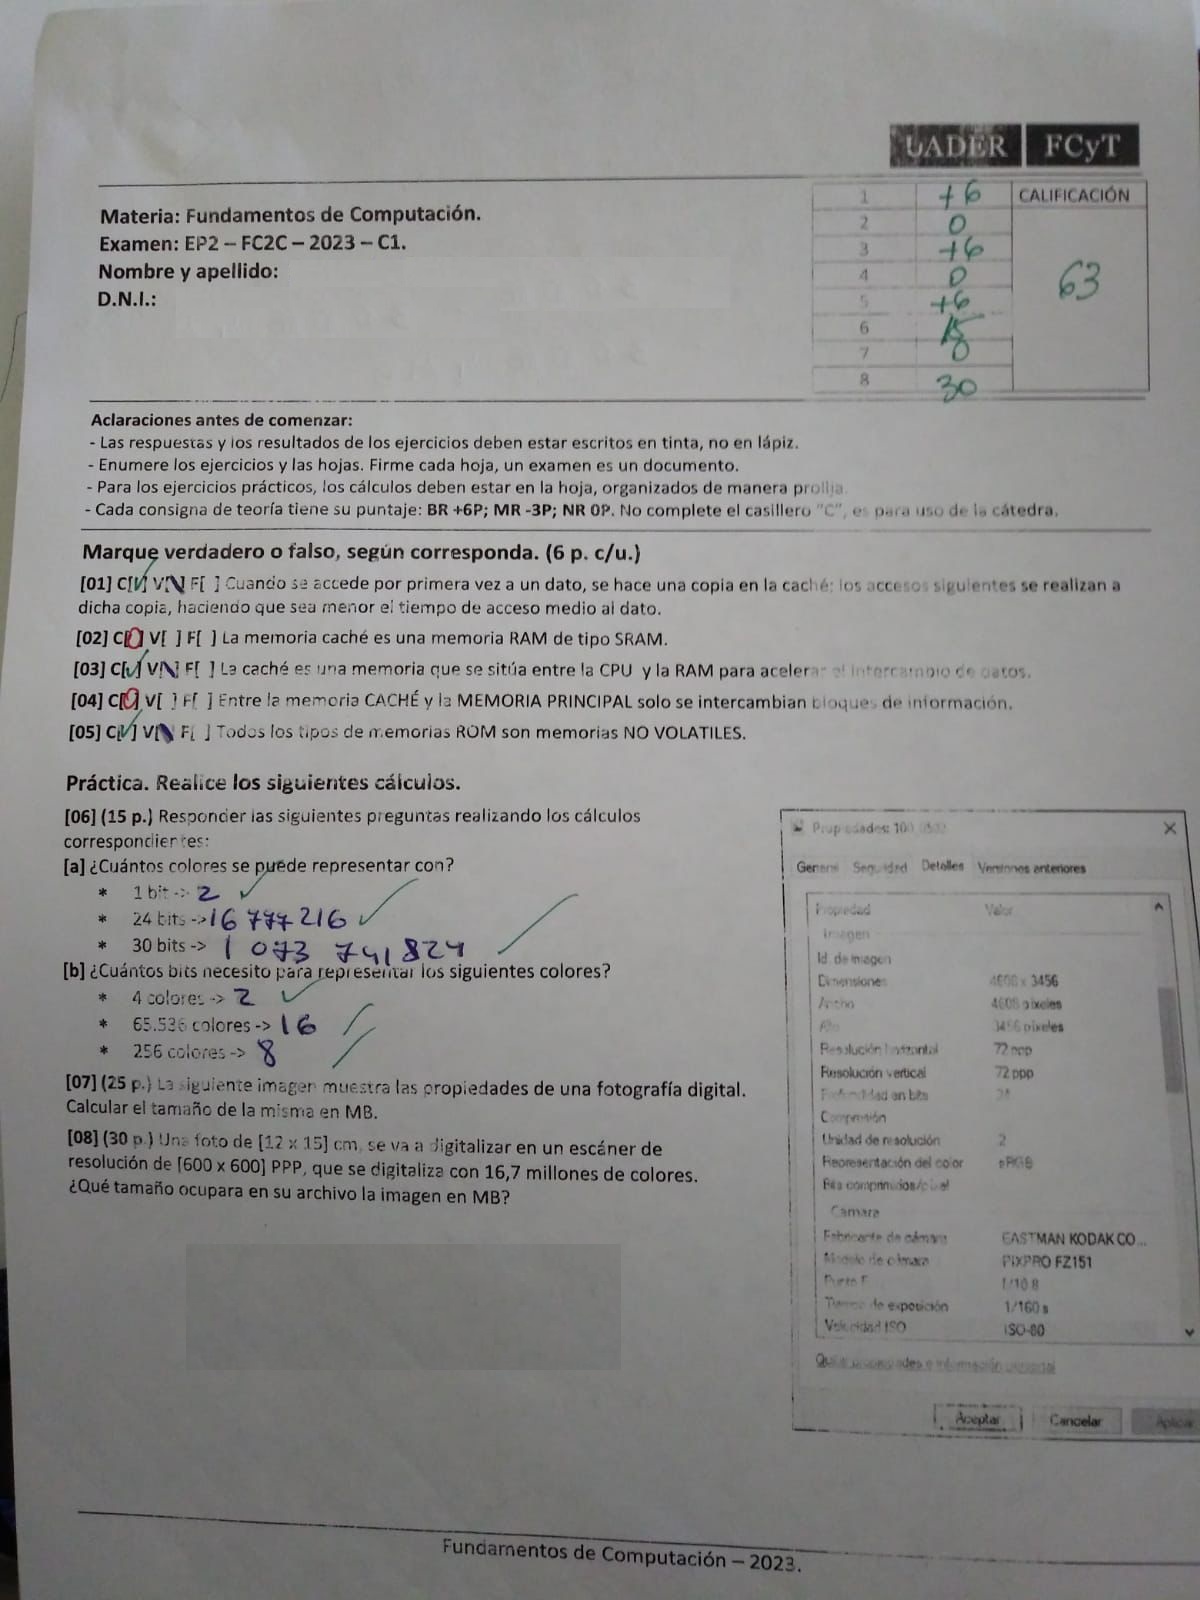 UADER FCyT
Materia: Fundamentos de Computación.
Examen: EP2 – FC2C – 2023 – C1.
Nombre y apellido:
D.N.I.:
1 +6 CALIFICACIÓN
2 0
3 +6
4 0
5 +6
6 15
7 0
8 30
63
Aclaraciones antes de comenzar:
- Las respuestas y los resultados de los ejercicios deben estar escritos en tinta, no en lápiz.
- Enumere los ejercicios y las hojas. Firme cada hoja, un examen es un documento.
- Para los ejercicios prácticos, los cálculos deben estar en la hoja, organizados de manera prolija.
- Cada consigna de teoría tiene su puntaje: BR +6P; MR -3P; NR 0P. No complete el casillero "C", es para uso de la cátedra.
Marque verdadero o falso, según corresponda. (6 p. c/u.)
[01] C[✓] V[\] F[ ] Cuando se accede por primera vez a un dato, se hace una copia en la caché; los accesos siguientes se realizan a
dicha copia, haciendo que sea menor el tiempo de acceso medio al dato.
[02] C[0] V[ ] F[ ] La memoria caché es una memoria RAM de tipo SRAM.
[03] C[✓] V[\] F[ ] La caché es una memoria que se sitúa entre la CPU y la RAM para acelerar el intercambio de datos.
[04] C[0] V[ ] F[ ] Entre la memoria CACHÉ y la MEMORIA PRINCIPAL solo se intercambian bloques de información.
[05] C[✓] V[\] F[ ] Todos los tipos de memorias ROM son memorias NO VOLATILES.
Práctica. Realice los siguientes cálculos.
[06] (15 p.) Responder las siguientes preguntas realizando los cálculos
correspondientes:
[a] ¿Cuántos colores se puede representar con?
* 1 bit -> 2 ✓
* 24 bits -> 16 777 216 ✓
* 30 bits -> 1 073 741 824 ✓
[b] ¿Cuántos bits necesito para representar los siguientes colores?
* 4 colores -> 2 ✓
* 65.536 colores -> 16 ✓
* 256 colores -> 8 ✓
[07] (25 p.) La siguiente imagen muestra las propiedades de una fotografía digital.
Calcular el tamaño de la misma en MB.
[08] (30 p.) Una foto de [12 x 15] cm, se va a digitalizar en un escáner de
resolución de [600 x 600] PPP, que se digitaliza con 16,7 millones de colores.
¿Qué tamaño ocupara en su archivo la imagen en MB?
Propiedades: 100
General Seguridad Detalles Versiones anteriores
Propiedad Valor
Imagen
Id. de imagen
Dimensiones 4608 x 3456
Ancho 4608 píxeles
Alto 3456 píxeles
Resolución horizontal 72 ppp
Resolución vertical 72 ppp
Profundidad en bits 24
Compresión
Unidad de resolución 2
Representación del color sRGB
Bits comprimidos/píxel
Cámara
Fabricante de cámara EASTMAN KODAK CO...
Modelo de cámara PIXPRO FZ151
Punto F f/10.8
Tiempo de exposición 1/160 s
Velocidad ISO ISO-80
Quitar propiedades e información personal
Aceptar Cancelar Aplicar
Fundamentos de Computación – 2023.